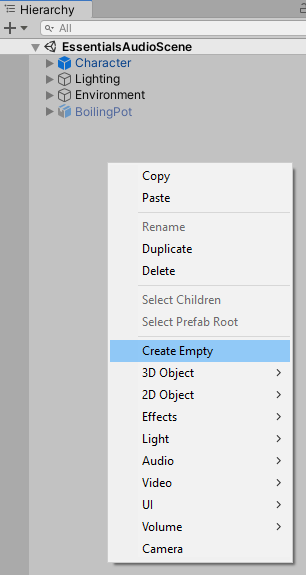 Hierarchy
All
EssentialsAudioScene
Character
Lighting
Environment
BoilingPot
Copy
Paste
Rename
Duplicate
Delete
Select Children
Select Prefab Root
Create Empty
3D Object
2D Object
Effects
Light
Audio
Video
UI
Volume
Camera